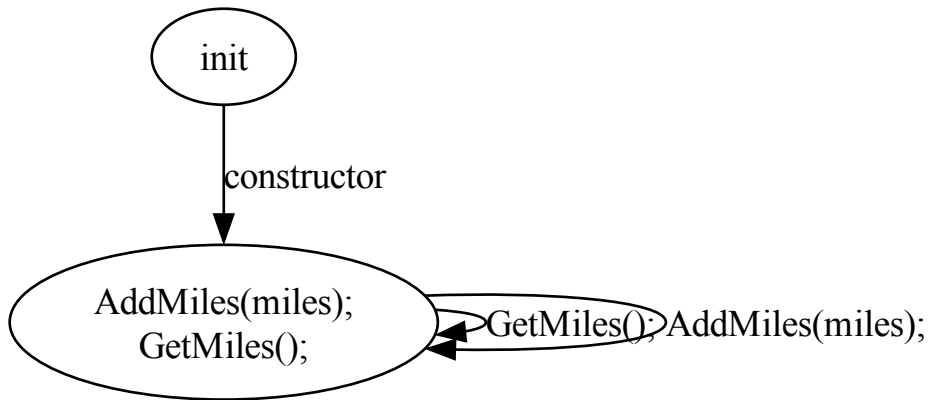 init
constructor
AddMiles(miles);
GetMiles();
GetMiles();
AddMiles(miles);